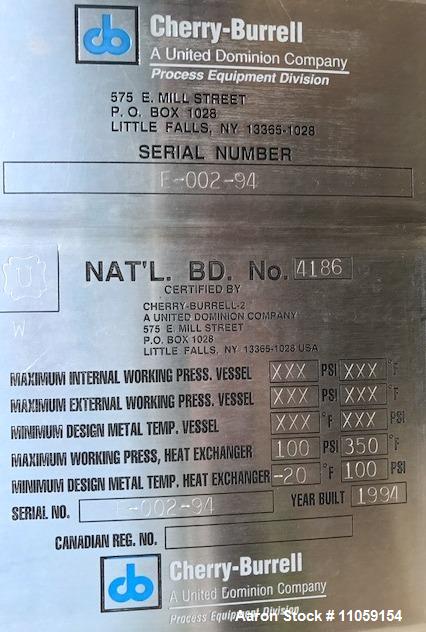 cb Cherry-Burrell
A United Dominion Company
Process Equipment Division
575 E. MILL STREET
P. O. BOX 1028
LITTLE FALLS, NY 13365-1028
SERIAL NUMBER
E-002-94
U
W
NAT'L. BD. No. 4186
CERTIFIED BY
CHERRY-BURRELL-2
A UNITED DOMINION COMPANY
575 E. MILL STREET
P.O. BOX 1028
LITTLE FALLS, NY 13365-1028 USA
MAXIMUM INTERNAL WORKING PRESS. VESSEL XXX PSI XXX °F
MAXIMUM EXTERNAL WORKING PRESS. VESSEL XXX PSI XXX °F
MINIMUM DESIGN METAL TEMP. VESSEL XXX °F XXX PSI
MAXIMUM WORKING PRESS, HEAT EXCHANGER 100 PSI 350 °F
MINIMUM DESIGN METAL TEMP. HEAT EXCHANGER -20 °F 100 PSI
SERIAL NO. E-002-94 YEAR BUILT 1994
CANADIAN REG. NO.
cb Cherry-Burrell
A United Dominion Company
Process Equipment Division
Aaron Stock # 11059154